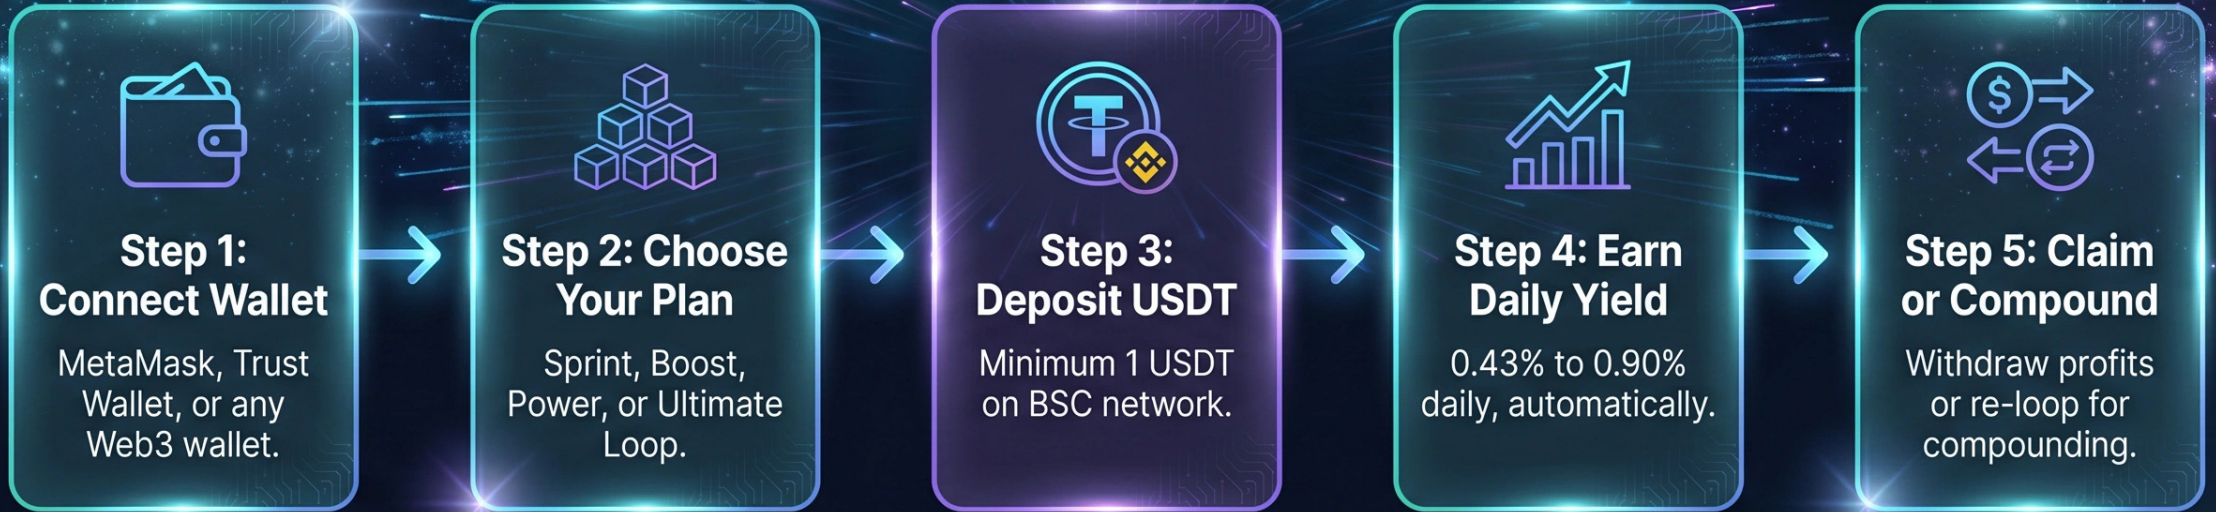 Step 1:
Connect Wallet
MetaMask, Trust
Wallet, or any
Web3 wallet.
Step 2: Choose
Your Plan
Sprint, Boost,
Power, or Ultimate
Loop.
Step 3:
Deposit USDT
Minimum 1 USDT
on BSC network.
Step 4: Earn
Daily Yield
0.43% to 0.90%
daily, automatically.
Step 5: Claim
or Compound
Withdraw profits
or re-loop for
compounding.